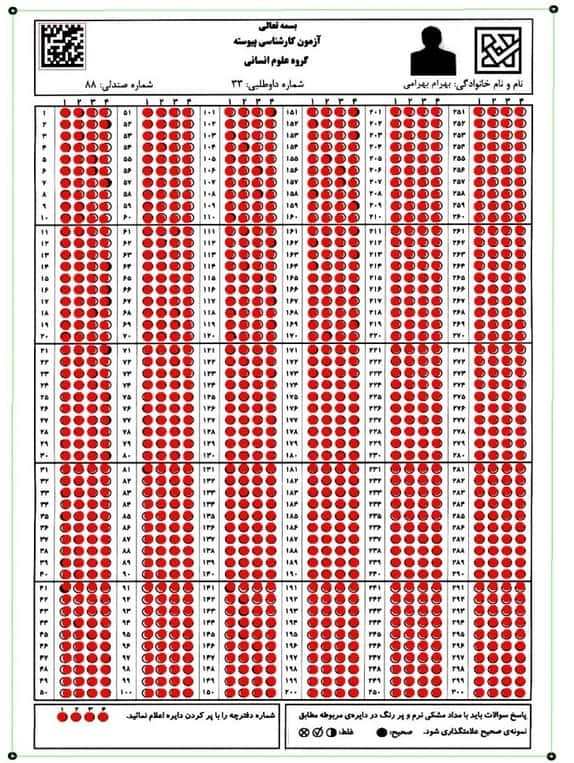 بسمه تعالی
آزمون کارشناسی پیوسته
گروه علوم انسانی
نام و نام خانوادگی: بهرام بهرامی شماره داوطلبی: ۳۳ شماره صندلی: ۸۸
۱ ۲ ۳ ۴ ۱ ۲ ۳ ۴ ۱ ۲ ۳ ۴ ۱ ۲ ۳ ۴ ۱ ۲ ۳ ۴ ۱ ۲ ۳ ۴
۱ ۵۱ ۱۰۱ ۱۵۱ ۲۰۱ ۲۵۱
۲ ۵۲ ۱۰۲ ۱۵۲ ۲۰۲ ۲۵۲
۳ ۵۳ ۱۰۳ ۱۵۳ ۲۰۳ ۲۵۳
۴ ۵۴ ۱۰۴ ۱۵۴ ۲۰۴ ۲۵۴
۵ ۵۵ ۱۰۵ ۱۵۵ ۲۰۵ ۲۵۵
۶ ۵۶ ۱۰۶ ۱۵۶ ۲۰۶ ۲۵۶
۷ ۵۷ ۱۰۷ ۱۵۷ ۲۰۷ ۲۵۷
۸ ۵۸ ۱۰۸ ۱۵۸ ۲۰۸ ۲۵۸
۹ ۵۹ ۱۰۹ ۱۵۹ ۲۰۹ ۲۵۹
۱۰ ۶۰ ۱۱۰ ۱۶۰ ۲۱۰ ۲۶۰
۱۱ ۶۱ ۱۱۱ ۱۶۱ ۲۱۱ ۲۶۱
۱۲ ۶۲ ۱۱۲ ۱۶۲ ۲۱۲ ۲۶۲
۱۳ ۶۳ ۱۱۳ ۱۶۳ ۲۱۳ ۲۶۳
۱۴ ۶۴ ۱۱۴ ۱۶۴ ۲۱۴ ۲۶۴
۱۵ ۶۵ ۱۱۵ ۱۶۵ ۲۱۵ ۲۶۵
۱۶ ۶۶ ۱۱۶ ۱۶۶ ۲۱۶ ۲۶۶
۱۷ ۶۷ ۱۱۷ ۱۶۷ ۲۱۷ ۲۶۷
۱۸ ۶۸ ۱۱۸ ۱۶۸ ۲۱۸ ۲۶۸
۱۹ ۶۹ ۱۱۹ ۱۶۹ ۲۱۹ ۲۶۹
۲۰ ۷۰ ۱۲۰ ۱۷۰ ۲۲۰ ۲۷۰
۲۱ ۷۱ ۱۲۱ ۱۷۱ ۲۲۱ ۲۷۱
۲۲ ۷۲ ۱۲۲ ۱۷۲ ۲۲۲ ۲۷۲
۲۳ ۷۳ ۱۲۳ ۱۷۳ ۲۲۳ ۲۷۳
۲۴ ۷۴ ۱۲۴ ۱۷۴ ۲۲۴ ۲۷۴
۲۵ ۷۵ ۱۲۵ ۱۷۵ ۲۲۵ ۲۷۵
۲۶ ۷۶ ۱۲۶ ۱۷۶ ۲۲۶ ۲۷۶
۲۷ ۷۷ ۱۲۷ ۱۷۷ ۲۲۷ ۲۷۷
۲۸ ۷۸ ۱۲۸ ۱۷۸ ۲۲۸ ۲۷۸
۲۹ ۷۹ ۱۲۹ ۱۷۹ ۲۲۹ ۲۷۹
۳۰ ۸۰ ۱۳۰ ۱۸۰ ۲۳۰ ۲۸۰
۳۱ ۸۱ ۱۳۱ ۱۸۱ ۲۳۱ ۲۸۱
۳۲ ۸۲ ۱۳۲ ۱۸۲ ۲۳۲ ۲۸۲
۳۳ ۸۳ ۱۳۳ ۱۸۳ ۲۳۳ ۲۸۳
۳۴ ۸۴ ۱۳۴ ۱۸۴ ۲۳۴ ۲۸۴
۳۵ ۸۵ ۱۳۵ ۱۸۵ ۲۳۵ ۲۸۵
۳۶ ۸۶ ۱۳۶ ۱۸۶ ۲۳۶ ۲۸۶
۳۷ ۸۷ ۱۳۷ ۱۸۷ ۲۳۷ ۲۸۷
۳۸ ۸۸ ۱۳۸ ۱۸۸ ۲۳۸ ۲۸۸
۳۹ ۸۹ ۱۳۹ ۱۸۹ ۲۳۹ ۲۸۹
۴۰ ۹۰ ۱۴۰ ۱۹۰ ۲۴۰ ۲۹۰
۴۱ ۹۱ ۱۴۱ ۱۹۱ ۲۴۱ ۲۹۱
۴۲ ۹۲ ۱۴۲ ۱۹۲ ۲۴۲ ۲۹۲
۴۳ ۹۳ ۱۴۳ ۱۹۳ ۲۴۳ ۲۹۳
۴۴ ۹۴ ۱۴۴ ۱۹۴ ۲۴۴ ۲۹۴
۴۵ ۹۵ ۱۴۵ ۱۹۵ ۲۴۵ ۲۹۵
۴۶ ۹۶ ۱۴۶ ۱۹۶ ۲۴۶ ۲۹۶
۴۷ ۹۷ ۱۴۷ ۱۹۷ ۲۴۷ ۲۹۷
۴۸ ۹۸ ۱۴۸ ۱۹۸ ۲۴۸ ۲۹۸
۴۹ ۹۹ ۱۴۹ ۱۹۹ ۲۴۹ ۲۹۹
۵۰ ۱۰۰ ۱۵۰ ۲۰۰ ۲۵۰ ۳۰۰
پاسخ سوالات باید با مداد مشکی نرم و پر رنگ در دایره‌ی مربوطه مطابق
نمونه‌ی صحیح علامتگذاری شود. صحیح: غلط:
۱ ۲ ۳ ۴
شماره دفترچه را با پر کردن دایره اعلام نمائید.